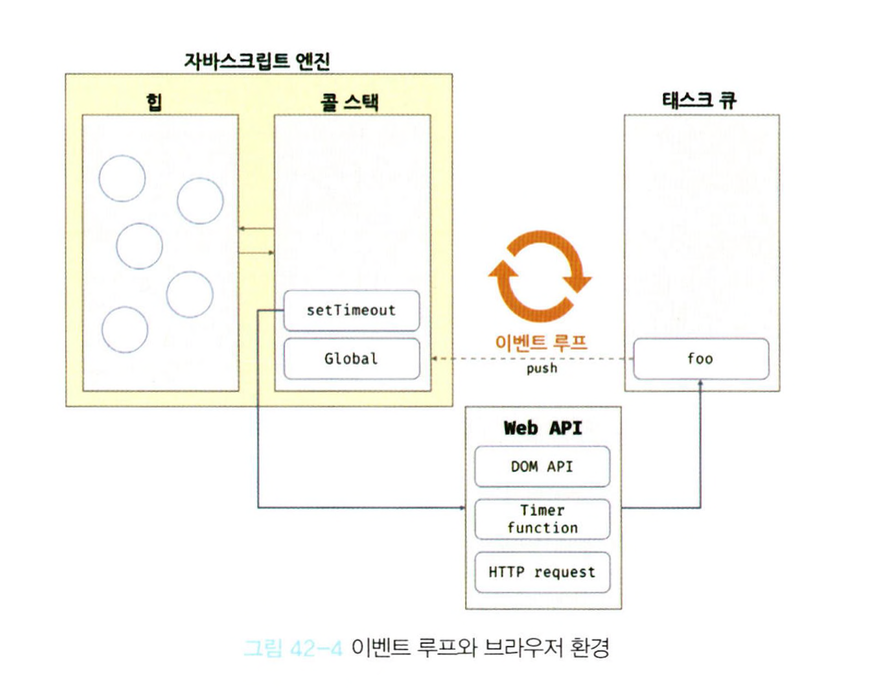 자바스크립트 엔진
힙
콜 스택
태스크 큐
setTimeout
Global
이벤트 루프
push
foo
Web API
DOM API
Timer
function
HTTP request
그림 42-4 이벤트 루프와 브라우저 환경